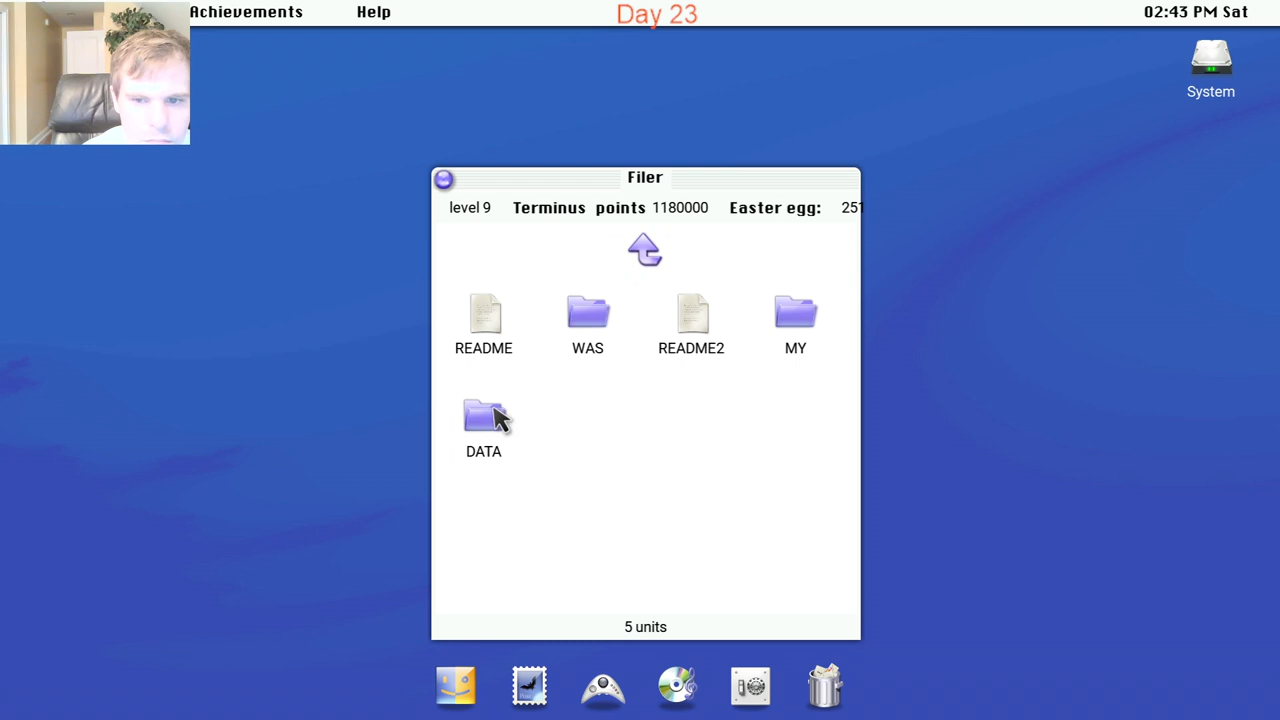 Achievements Help Day 23 02:43 PM Sat
System
Filer
level 9 Terminus points 1180000 Easter egg: 251
README WAS README2 MY
DATA
5 units